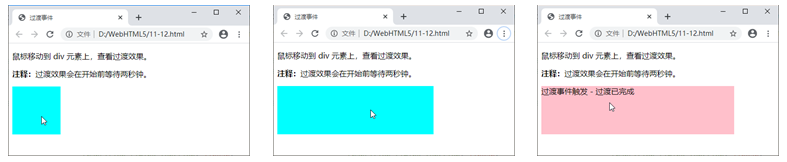 过渡事件
文件 | D:/WebHTML5/11-12.html
鼠标移动到 div 元素上，查看过渡效果。
注释：过渡效果会在开始前等待两秒钟。
过渡事件
文件 | D:/WebHTML5/11-12.html
鼠标移动到 div 元素上，查看过渡效果。
注释：过渡效果会在开始前等待两秒钟。
过渡事件
文件 | D:/WebHTML5/11-12.html
鼠标移动到 div 元素上，查看过渡效果。
注释：过渡效果会在开始前等待两秒钟。
过渡事件触发 - 过渡已完成